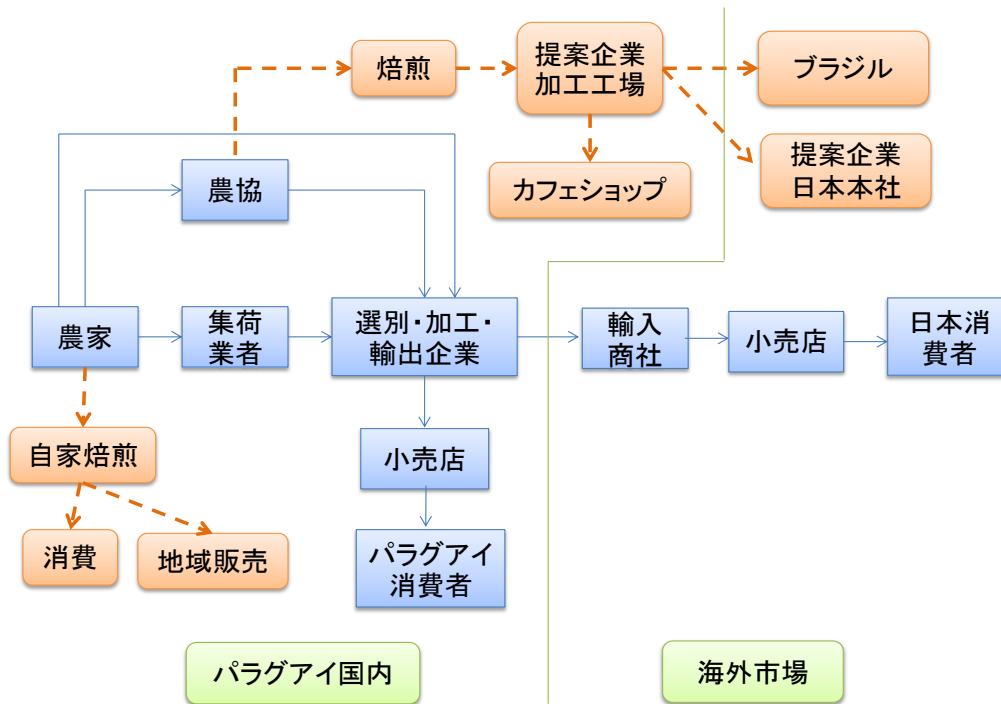 焙煎
提案企業
加工工場
ブラジル
農協
カフェショップ
提案企業
日本本社
農家
集荷
業者
選別・加工・
輸出企業
輸入
商社
小売店
日本消
費者
自家焙煎
小売店
消費
地域販売
パラグアイ
消費者
パラグアイ国内
海外市場